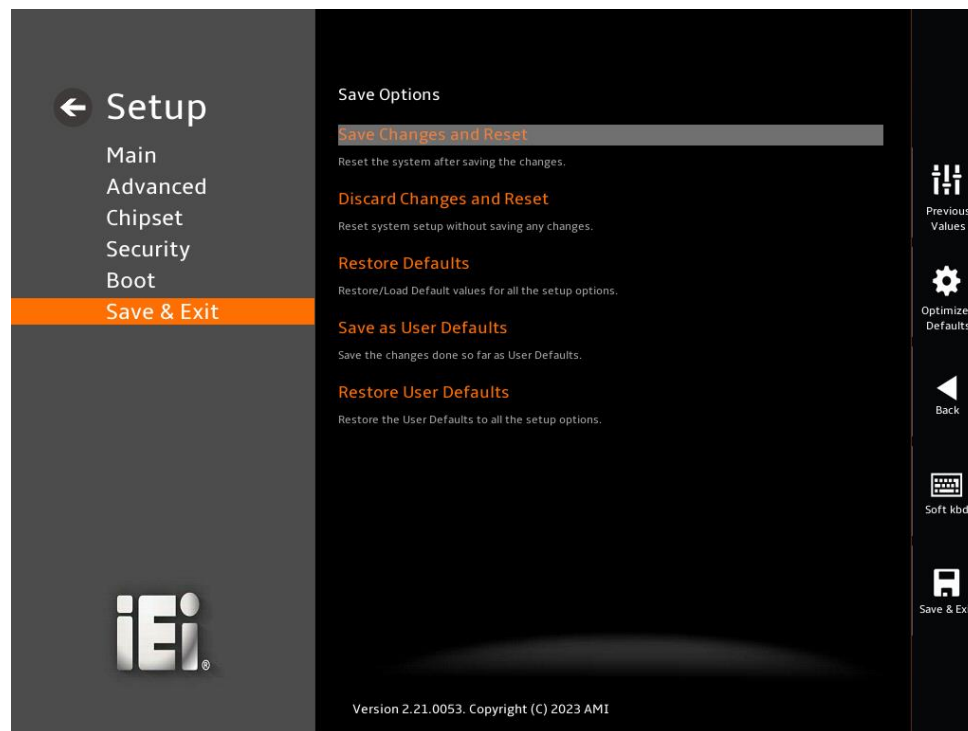 Setup
Main
Advanced
Chipset
Security
Boot
Save & Exit
iEi®
Save Options
Save Changes and Reset
Reset the system after saving the changes.
Discard Changes and Reset
Reset system setup without saving any changes.
Restore Defaults
Restore/Load Default values for all the setup options.
Save as User Defaults
Save the changes done so far as User Defaults.
Restore User Defaults
Restore the User Defaults to all the setup options.
Version 2.21.0053. Copyright (C) 2023 AMI
Previous
Values
Optimize
Defaults
Back
Soft kbd
Save & Ex